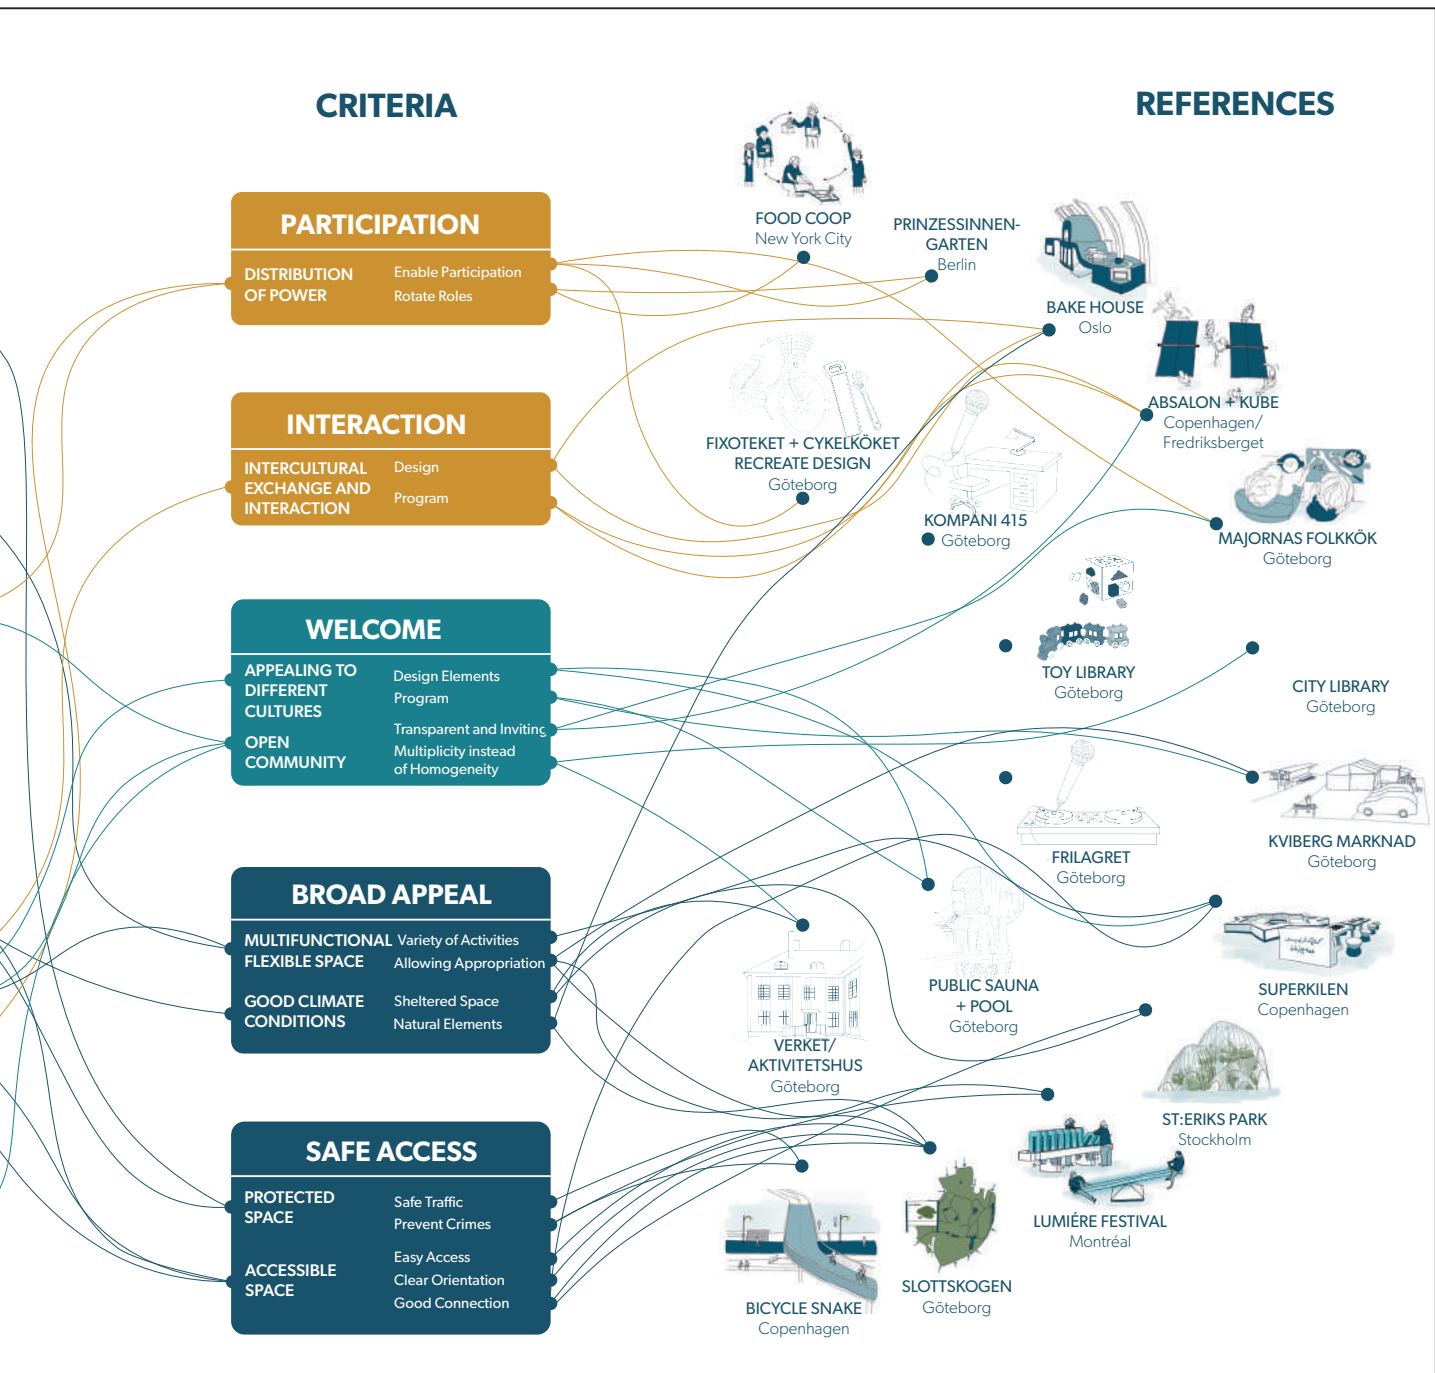 CRITERIA
REFERENCES
PARTICIPATION
DISTRIBUTION
OF POWER
Enable Participation
Rotate Roles
INTERACTION
INTERCULTURAL
EXCHANGE AND
INTERACTION
Design
Program
WELCOME
APPEALING TO
DIFFERENT
CULTURES
Design Elements
Program
OPEN
COMMUNITY
Transparent and Inviting
Multiplicity instead
of Homogeneity
BROAD APPEAL
MULTIFUNCTIONAL
FLEXIBLE SPACE
Variety of Activities
Allowing Appropriation
GOOD CLIMATE
CONDITIONS
Sheltered Space
Natural Elements
SAFE ACCESS
PROTECTED
SPACE
Safe Traffic
Prevent Crimes
ACCESSIBLE
SPACE
Easy Access
Clear Orientation
Good Connection
FOOD COOP
New York City
PRINZESSINNEN-
GARTEN
Berlin
BAKE HOUSE
Oslo
ABSALON + KUBE
Copenhagen/
Fredriksberget
FIXOTEKET + CYKELKÖKET
RECREATE DESIGN
Göteborg
KOMPANI 415
Göteborg
MAJORNAS FOLKKÖK
Göteborg
TOY LIBRARY
Göteborg
CITY LIBRARY
Göteborg
FRILAGRET
Göteborg
KVIBERG MARKNAD
Göteborg
PUBLIC SAUNA
+ POOL
Göteborg
SUPERKILEN
Copenhagen
VERKET/
AKTIVITETSHUS
Göteborg
ST:ERIKS PARK
Stockholm
LUMIÉRE FESTIVAL
Montréal
SLOTTSKOGEN
Göteborg
BICYCLE SNAKE
Copenhagen